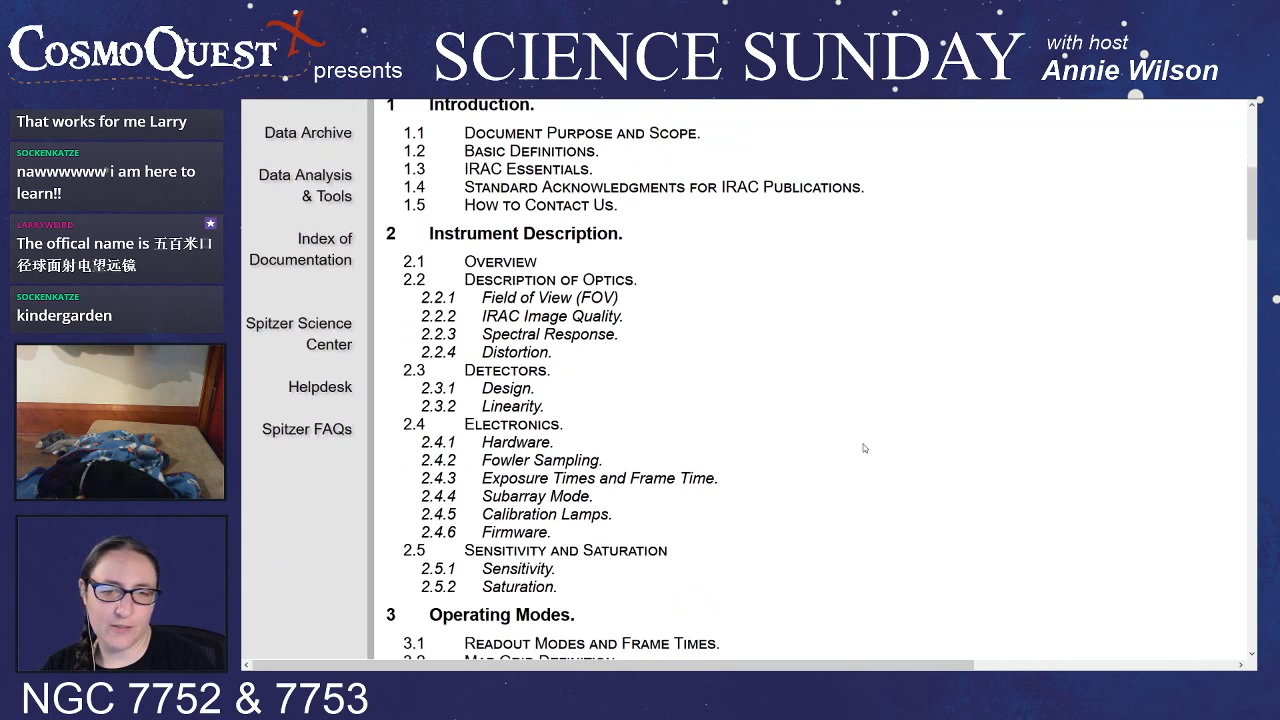 CosmoQuestX
presents
SCIENCE SUNDAY
with host
Annie Wilson
That works for me Larry
SOCKENKATZE
nawwwwww i am here to
learn!!
LARRYWEIRD
The offical name is 五百米口
径球面射电望远镜
SOCKENKATZE
kindergarden
Data Archive
Data Analysis
& Tools
Index of
Documentation
Spitzer Science
Center
Helpdesk
Spitzer FAQs
1 Introduction.
1.1 Document Purpose and Scope.
1.2 Basic Definitions.
1.3 IRAC Essentials.
1.4 Standard Acknowledgments for IRAC Publications.
1.5 How to Contact Us.
2 Instrument Description.
2.1 Overview
2.2 Description of Optics.
2.2.1 Field of View (FOV)
2.2.2 IRAC Image Quality.
2.2.3 Spectral Response.
2.2.4 Distortion.
2.3 Detectors.
2.3.1 Design.
2.3.2 Linearity.
2.4 Electronics.
2.4.1 Hardware.
2.4.2 Fowler Sampling.
2.4.3 Exposure Times and Frame Time.
2.4.4 Subarray Mode.
2.4.5 Calibration Lamps.
2.4.6 Firmware.
2.5 Sensitivity and Saturation
2.5.1 Sensitivity.
2.5.2 Saturation.
3 Operating Modes.
3.1 Readout Modes and Frame Times.
NGC 7752 & 7753